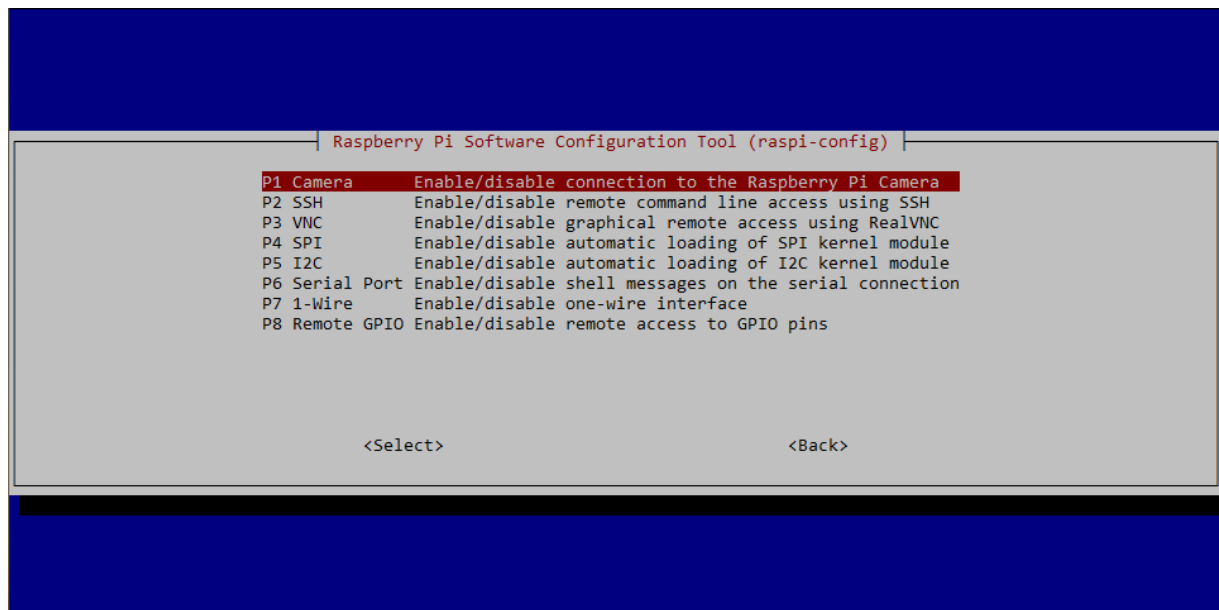 Raspberry Pi Software Configuration Tool (raspi-config)
P1 Camera Enable/disable connection to the Raspberry Pi Camera
P2 SSH Enable/disable remote command line access using SSH
P3 VNC Enable/disable graphical remote access using RealVNC
P4 SPI Enable/disable automatic loading of SPI kernel module
P5 I2C Enable/disable automatic loading of I2C kernel module
P6 Serial Port Enable/disable shell messages on the serial connection
P7 1-Wire Enable/disable one-wire interface
P8 Remote GPIO Enable/disable remote access to GPIO pins
<Select> <Back>